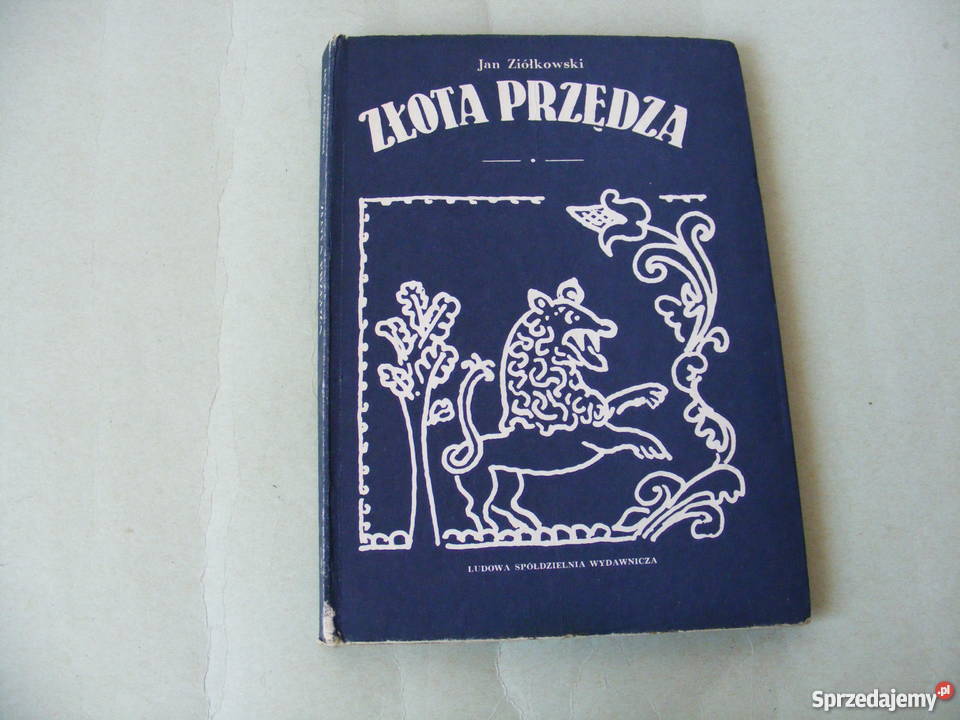 Jan Ziółkowski
ZŁOTA PRZĘDZA
LUDOWA SPÓŁDZIELNIA WYDAWNICZA
Sprzedajemy.pl